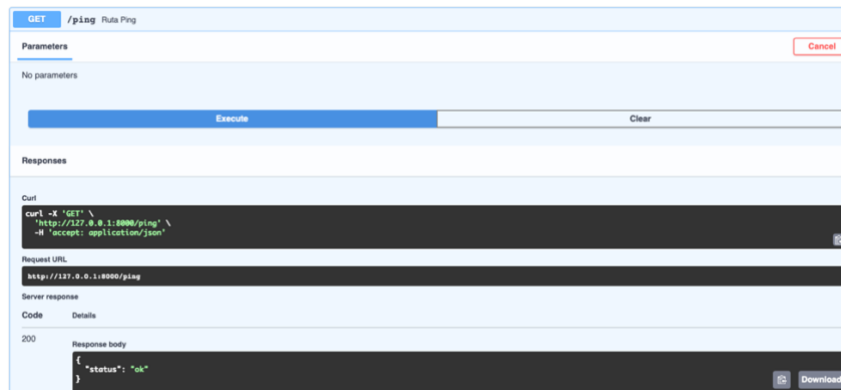 GET /ping Ruta Ping
Parameters
Cancel
No parameters
Execute
Clear
Responses
Curl
curl -X 'GET' \
'http://127.0.0.1:8000/ping' \
-H 'accept: application/json'
Request URL
http://127.0.0.1:8000/ping
Server response
Code Details
200
Response body
{
"status": "ok"
}
Download